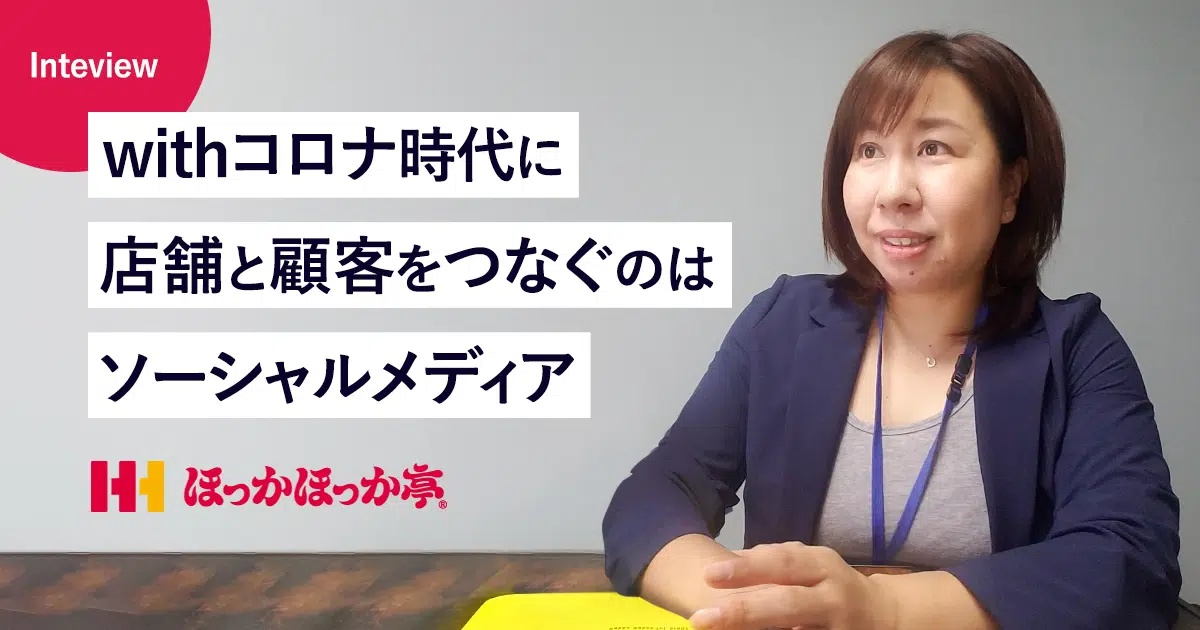 Inteview
withコロナ時代に
店舗と顧客をつなぐのは
ソーシャルメディア
ほっかほっか亭®